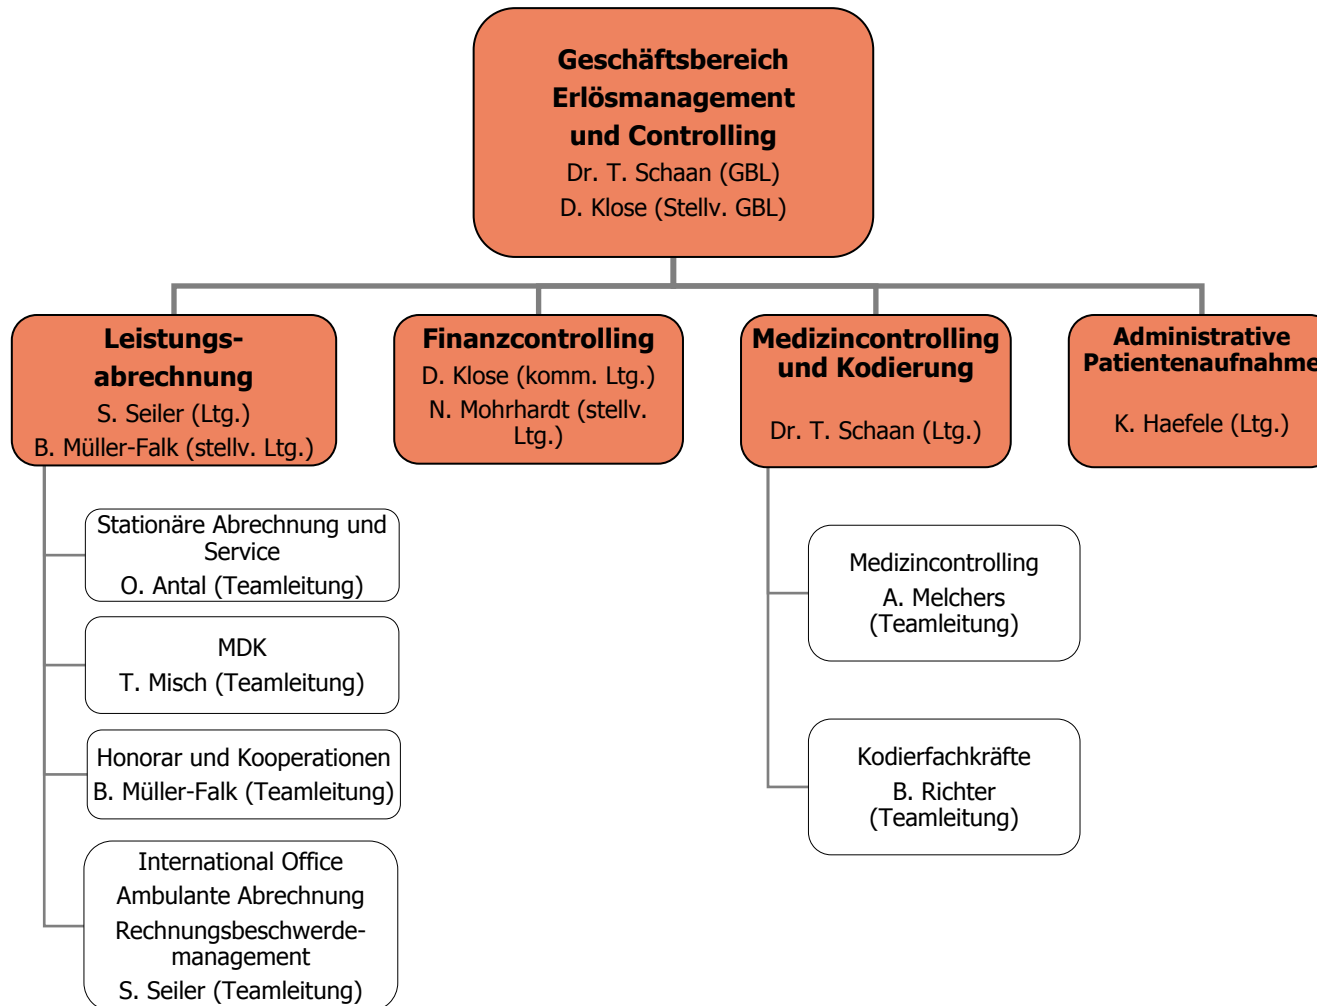 Geschäftsbereich
Erlösmanagement
und Controlling
Dr. T. Schaan (GBL)
D. Klose (Stellv. GBL)
Leistungs-
abrechnung
S. Seiler (Ltg.)
B. Müller-Falk (stellv. Ltg.)
Finanzcontrolling
D. Klose (komm. Ltg.)
N. Mohrhardt (stellv.
Ltg.)
Medizincontrolling
und Kodierung
Dr. T. Schaan (Ltg.)
Administrative
Patientenaufnahme
K. Haefele (Ltg.)
Stationäre Abrechnung und
Service
O. Antal (Teamleitung)
MDK
T. Misch (Teamleitung)
Honorar und Kooperationen
B. Müller-Falk (Teamleitung)
International Office
Ambulante Abrechnung
Rechnungsbeschwerde-
management
S. Seiler (Teamleitung)
Medizincontrolling
A. Melchers
(Teamleitung)
Kodierfachkräfte
B. Richter
(Teamleitung)